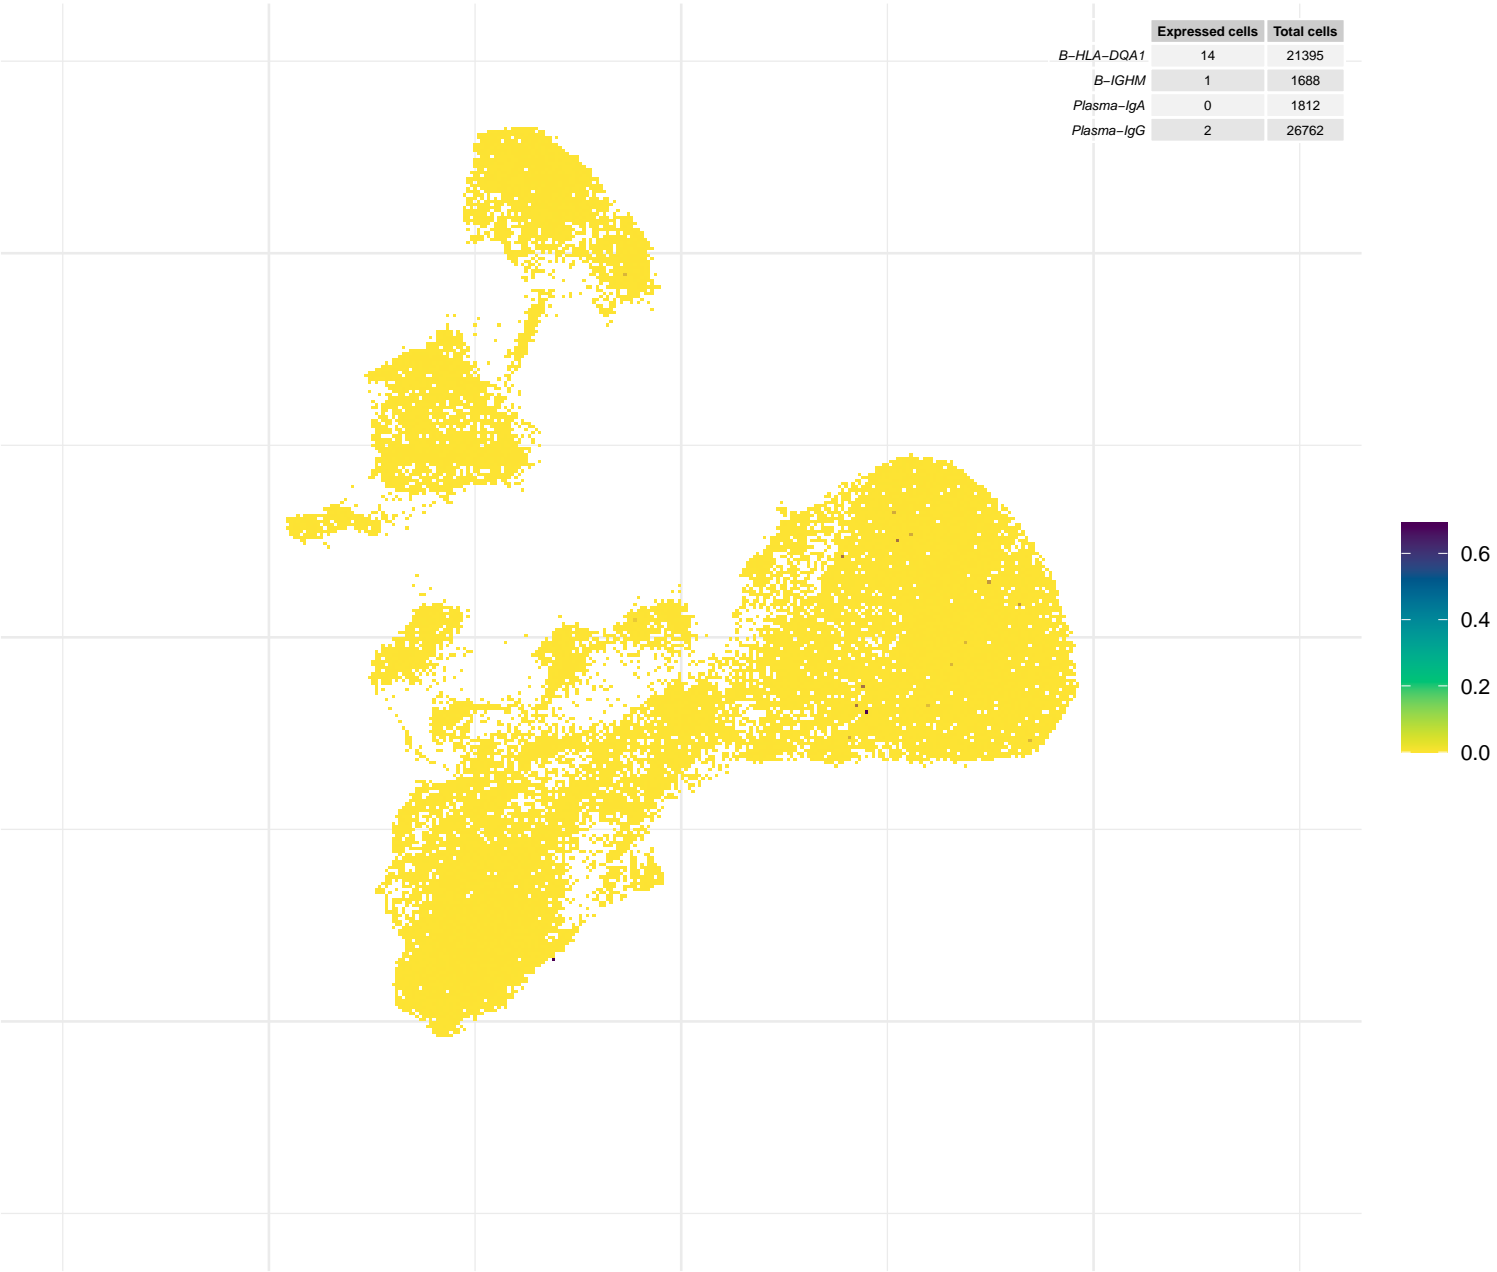 Expressed cells Total cells
B−HLA−DQA1 14 21395
B−IGHM 1 1688
Plasma−IgA 0 1812
Plasma−IgG 2 26762
0.6
0.4
0.2
0.0